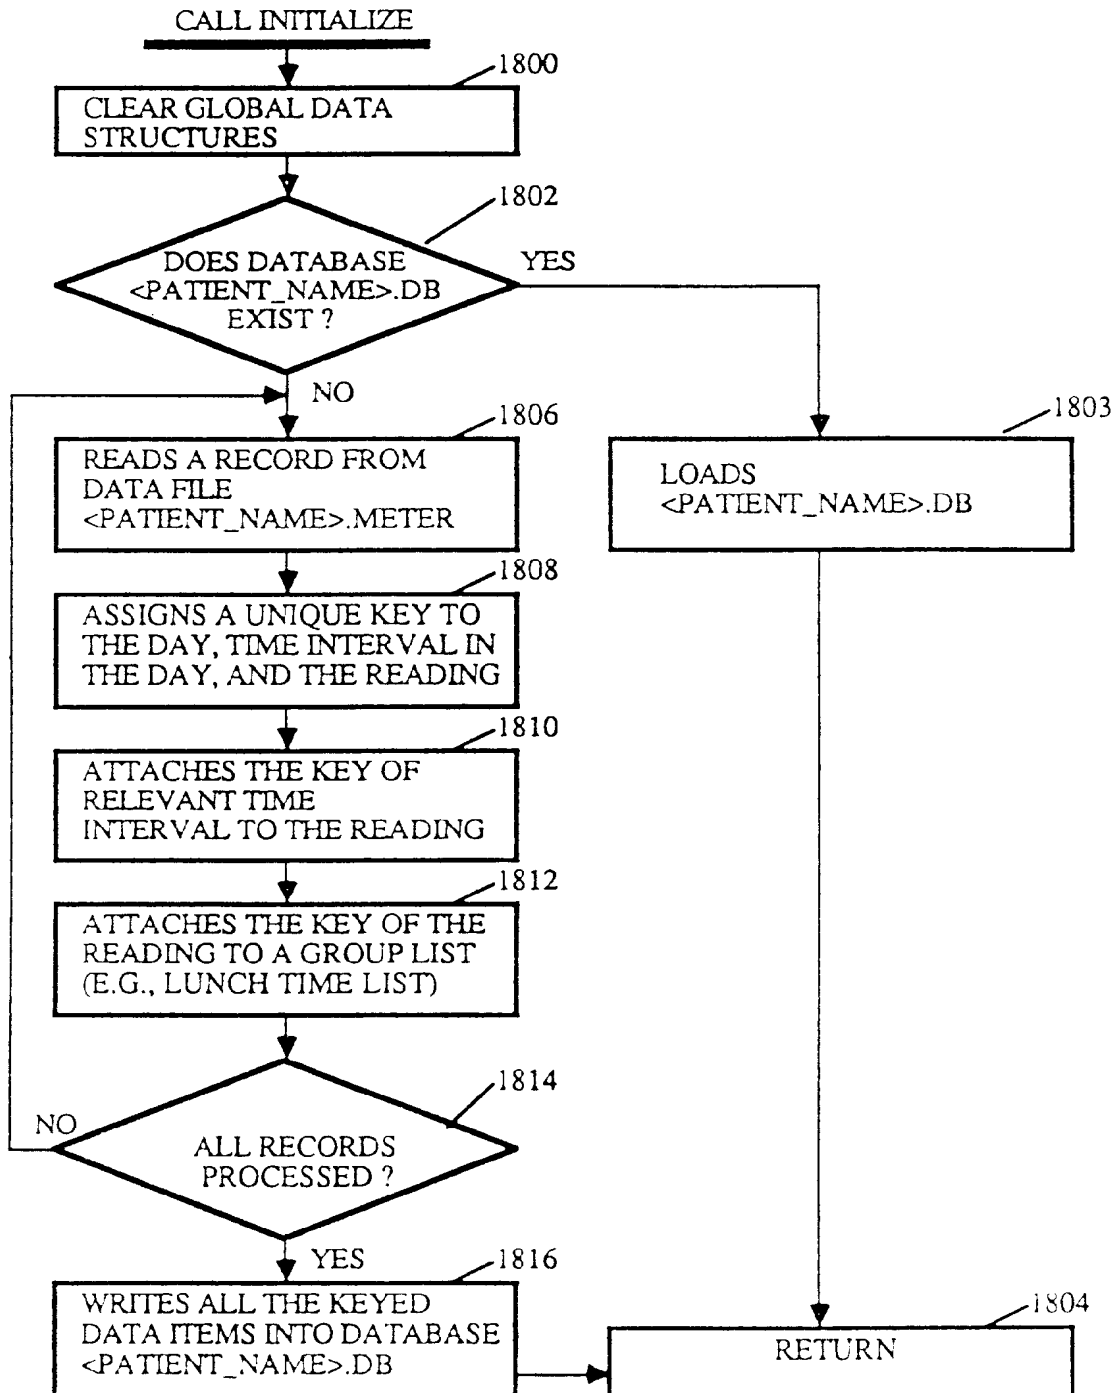 CALL INITIALIZE
1800
CLEAR GLOBAL DATA
STRUCTURES
1802
DOES DATABASE
<PATIENT_NAME>.DB
EXIST ?
YES
NO
1806
READS A RECORD FROM
DATA FILE
<PATIENT_NAME>.METER
1803
LOADS
<PATIENT_NAME>.DB
1808
ASSIGNS A UNIQUE KEY TO
THE DAY, TIME INTERVAL IN
THE DAY, AND THE READING
1810
ATTACHES THE KEY OF
RELEVANT TIME
INTERVAL TO THE READING
1812
ATTACHES THE KEY OF THE
READING TO A GROUP LIST
(E.G., LUNCH TIME LIST)
1814
NO
ALL RECORDS
PROCESSED ?
YES
1816
WRITES ALL THE KEYED
DATA ITEMS INTO DATABASE
<PATIENT_NAME>.DB
1804
RETURN